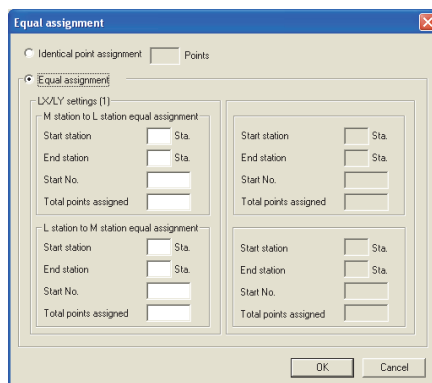 Equal assignment
Identical point assignment Points
Equal assignment
LX/LY settings (1)
M station to L station equal assignment
Start station Sta. Start station Sta.
End station Sta. End station Sta.
Start No. Start No.
Total points assigned Total points assigned
L station to M station equal assignment
Start station Sta. Start station Sta.
End station Sta. End station Sta.
Start No. Start No.
Total points assigned Total points assigned
OK Cancel